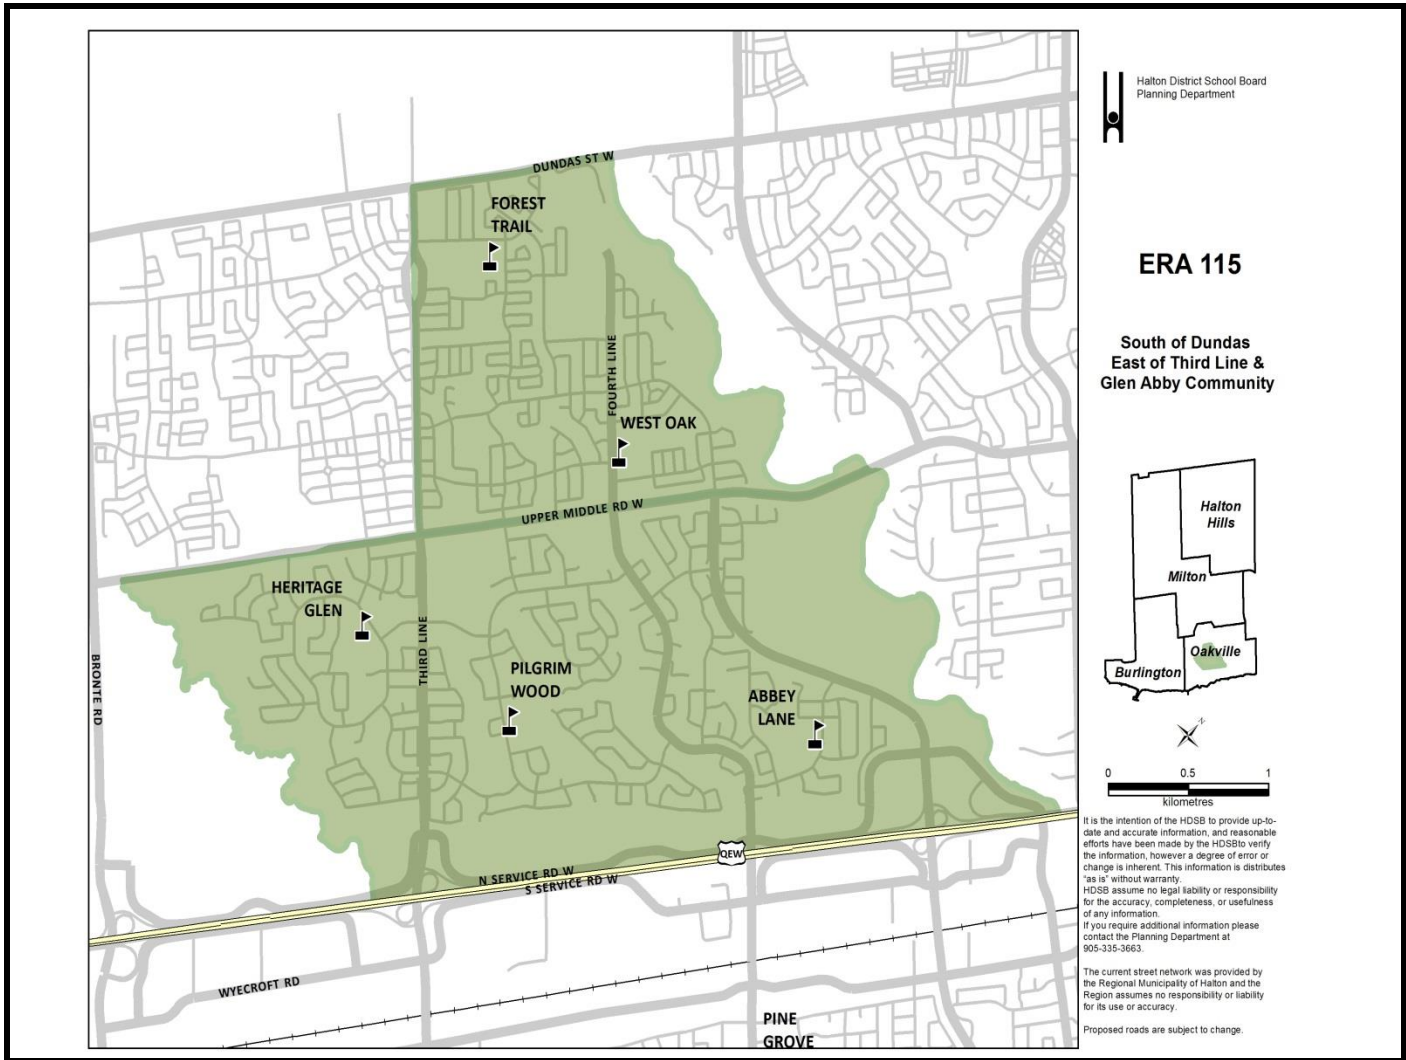 DUNDAS ST W
FOREST
TRAIL
FOURTH LINE
WEST OAK
UPPER MIDDLE RD W
HERITAGE
GLEN
THIRD LINE
PILGRIM
WOOD
ABBEY
LANE
BRONTE RD
QEW
N SERVICE RD W
S SERVICE RD W
WYECROFT RD
PINE
GROVE
Halton District School Board
Planning Department
ERA 115
South of Dundas
East of Third Line &
Glen Abby Community
Halton
Hills
Milton
Oakville
Burlington
N
0 0.5 1
kilometres
It is the intention of the HDSB to provide up-to-
date and accurate information, and reasonable
efforts have been made by the HDSBto verify
the information, however a degree of error or
change is inherent. This information is distributes
"as is" without warranty.
HDSB assume no legal liability or responsibility
for the accuracy, completeness, or usefulness
of any information.
If you require additional information please
contact the Planning Department at
905-335-3663.
The current street network was provided by
the Regional Municipality of Halton and the
Region assumes no responsibility or liability
for its use or accuracy.
Proposed roads are subject to change.